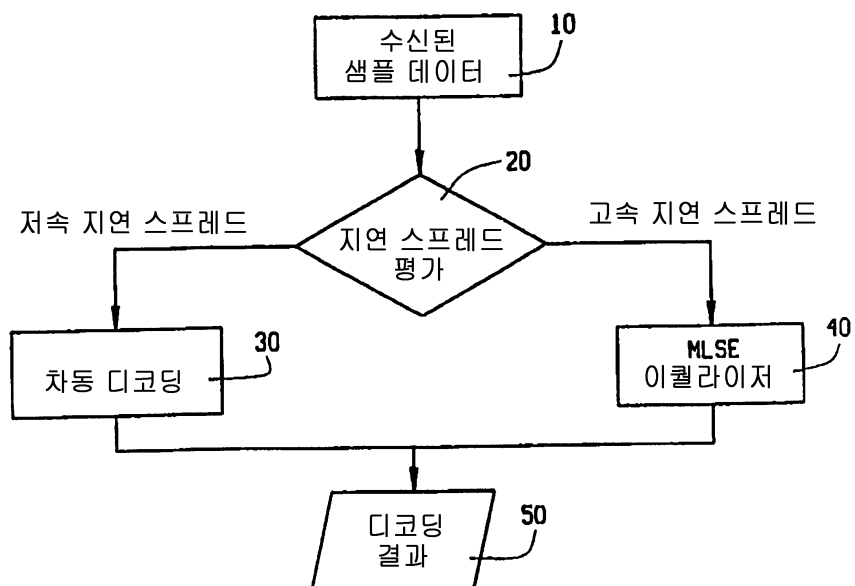 수신된
샘플 데이터
10
20
저속 지연 스프레드
고속 지연 스프레드
지연 스프레드
평가
30
차동 디코딩
40
MLSE
이퀄라이저
디코딩
결과
50